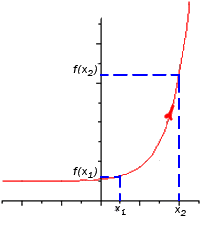 f(x₂)
f(x₁)
x₁ x₂